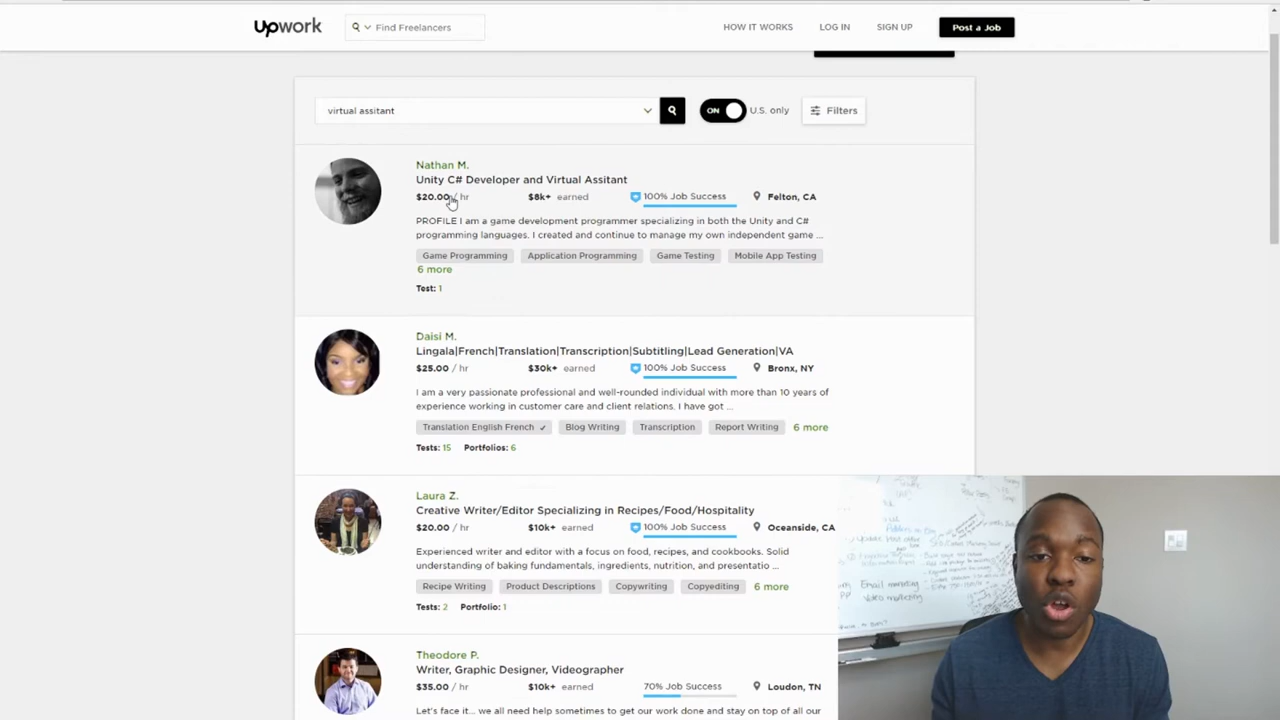 Upwork
Find Freelancers
HOW IT WORKS
LOG IN
SIGN UP
Post a Job
virtual assitant
ON
U.S. only
Filters
Nathan M.
Unity C# Developer and Virtual Assitant
$20.00 / hr
$8k+ earned
100% Job Success
Felton, CA
PROFILE I am a game development programmer specializing in both the Unity and C#
programming languages. I created and continue to manage my own independent game ...
Game Programming
Application Programming
Game Testing
Mobile App Testing
6 more
Test: 1
Daisi M.
Lingala|French|Translation|Transcription|Subtitling|Lead Generation|VA
$25.00 / hr
$30k+ earned
100% Job Success
Bronx, NY
I am a very passionate professional and well-rounded individual with more than 10 years of
experience working in customer care and client relations. I have got ...
Translation English French ✓
Blog Writing
Transcription
Report Writing
6 more
Tests: 15
Portfolios: 6
Laura Z.
Creative Writer/Editor Specializing in Recipes/Food/Hospitality
$20.00 / hr
$10k+ earned
100% Job Success
Oceanside, CA
Experienced writer and editor with a focus on food, recipes, and cookbooks. Solid
understanding of baking fundamentals, ingredients, nutrition, and presentatio ...
Recipe Writing
Product Descriptions
Copywriting
Copyediting
6 more
Tests: 2
Portfolio: 1
Theodore P.
Writer, Graphic Designer, Videographer
$35.00 / hr
$10k+ earned
70% Job Success
Loudon, TN
Let's face it... we all need help sometimes to get our work done and stay on top of all our
Email marketing
Video marketing